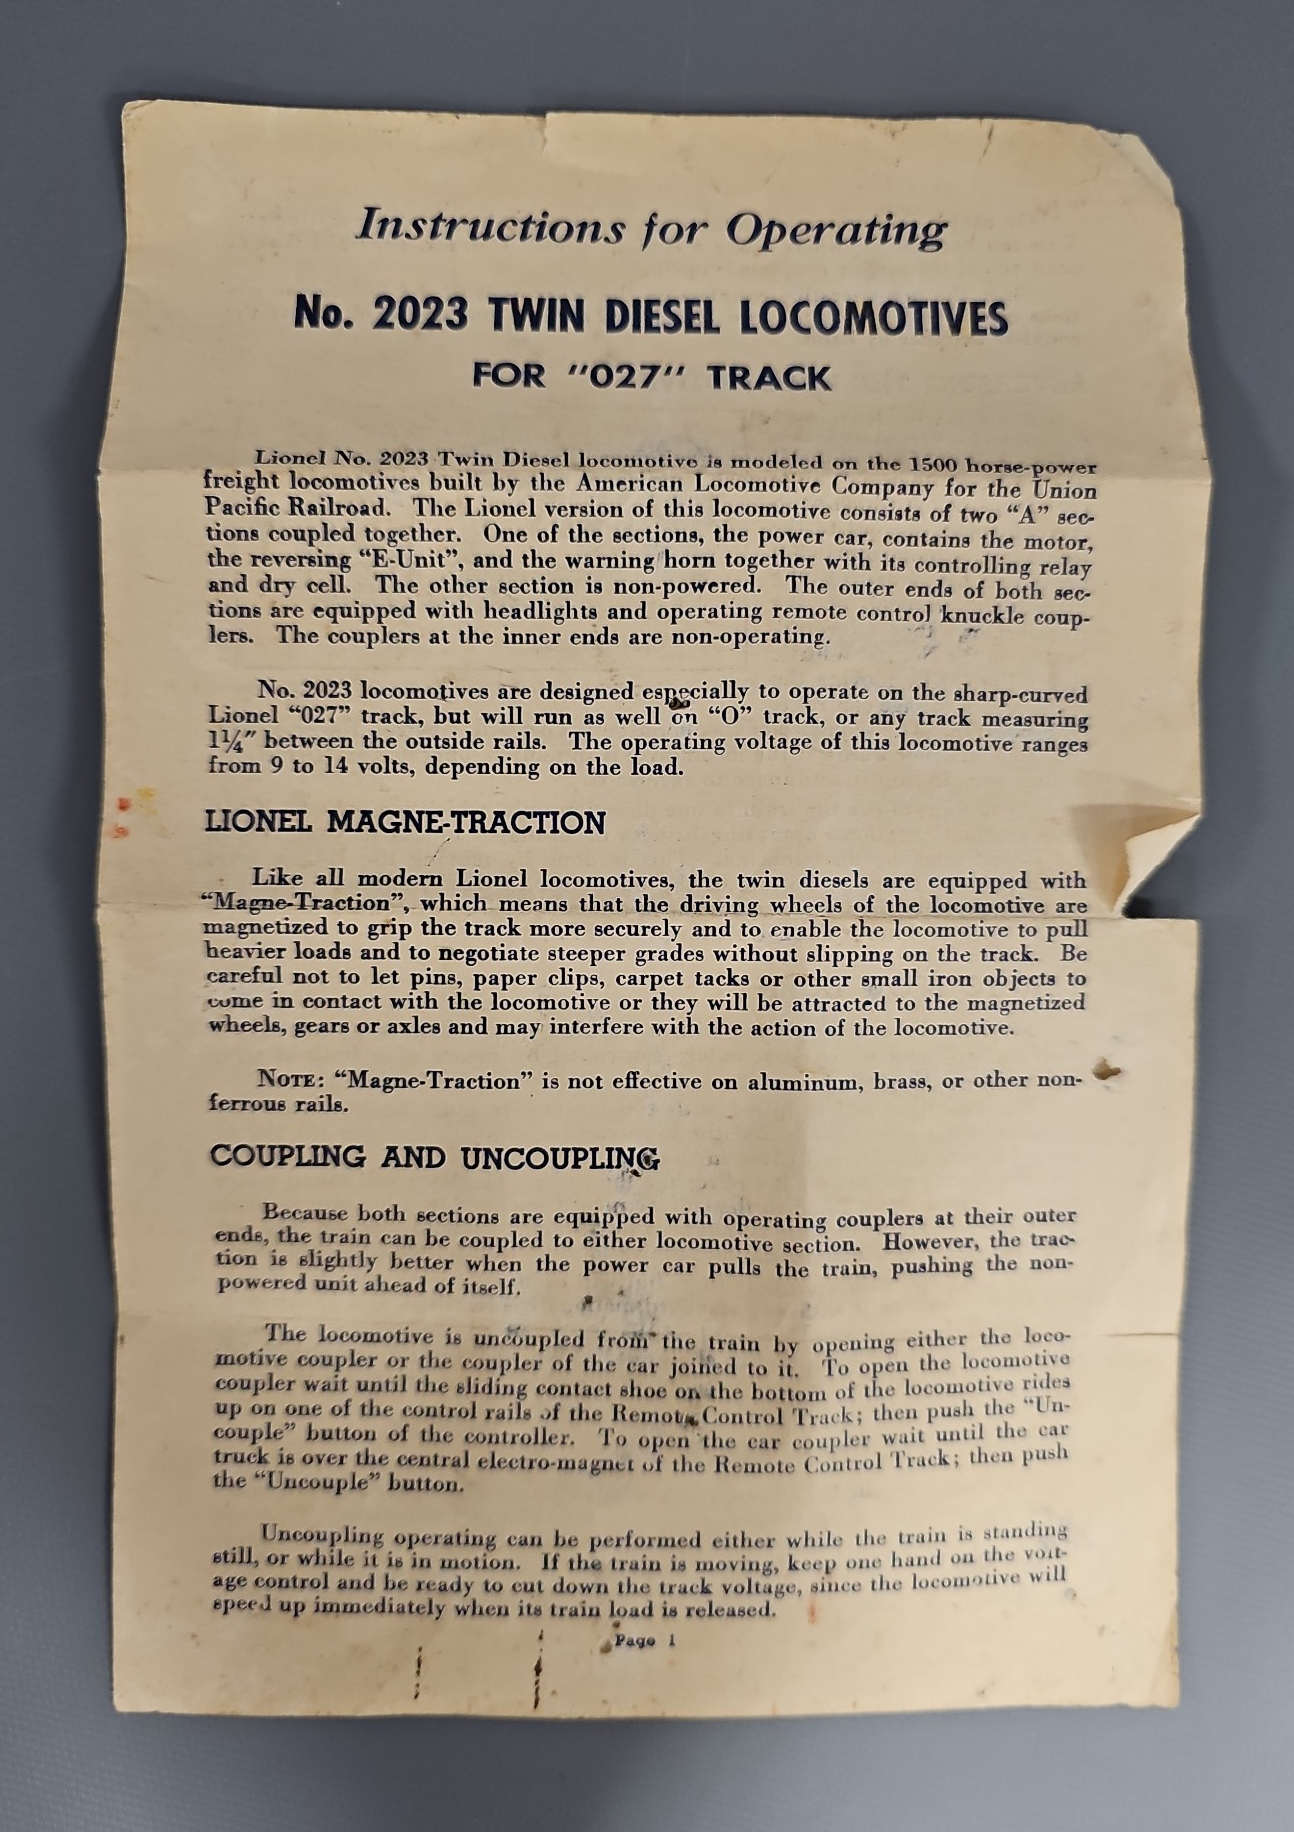 Instructions for Operating
No. 2023 TWIN DIESEL LOCOMOTIVES
FOR "027" TRACK
Lionel No. 2023 Twin Diesel locomotive is modeled on the 1500 horse-power
freight locomotives built by the American Locomotive Company for the Union
Pacific Railroad. The Lionel version of this locomotive consists of two “A” sec-
tions coupled together. One of the sections, the power car, contains the motor,
the reversing “E-Unit”, and the warning horn together with its controlling relay
and dry cell. The other section is non-powered. The outer ends of both sec-
tions are equipped with headlights and operating remote control knuckle coup-
lers. The couplers at the inner ends are non-operating.
No. 2023 locomotives are designed especially to operate on the sharp-curved
Lionel “027” track, but will run as well on “O” track, or any track measuring
1¼″ between the outside rails. The operating voltage of this locomotive ranges
from 9 to 14 volts, depending on the load.
LIONEL MAGNE-TRACTION
Like all modern Lionel locomotives, the twin diesels are equipped with
“Magne-Traction”, which means that the driving wheels of the locomotive are
magnetized to grip the track more securely and to enable the locomotive to pull
heavier loads and to negotiate steeper grades without slipping on the track. Be
careful not to let pins, paper clips, carpet tacks or other small iron objects to
come in contact with the locomotive or they will be attracted to the magnetized
wheels, gears or axles and may interfere with the action of the locomotive.
NOTE: “Magne-Traction” is not effective on aluminum, brass, or other non-
ferrous rails.
COUPLING AND UNCOUPLING
Because both sections are equipped with operating couplers at their outer
ends, the train can be coupled to either locomotive section. However, the trac-
tion is slightly better when the power car pulls the train, pushing the non-
powered unit ahead of itself.
The locomotive is uncoupled from the train by opening either the loco-
motive coupler or the coupler of the car joined to it. To open the locomotive
coupler wait until the sliding contact shoe on the bottom of the locomotive rides
up on one of the control rails of the Remote Control Track; then push the “Un-
couple” button of the controller. To open the car coupler wait until the car
truck is over the central electro-magnet of the Remote Control Track; then push
the “Uncouple” button.
Uncoupling operating can be performed either while the train is standing
still, or while it is in motion. If the train is moving, keep one hand on the volt-
age control and be ready to cut down the track voltage, since the locomotive will
speed up immediately when its train load is released.
Page 1